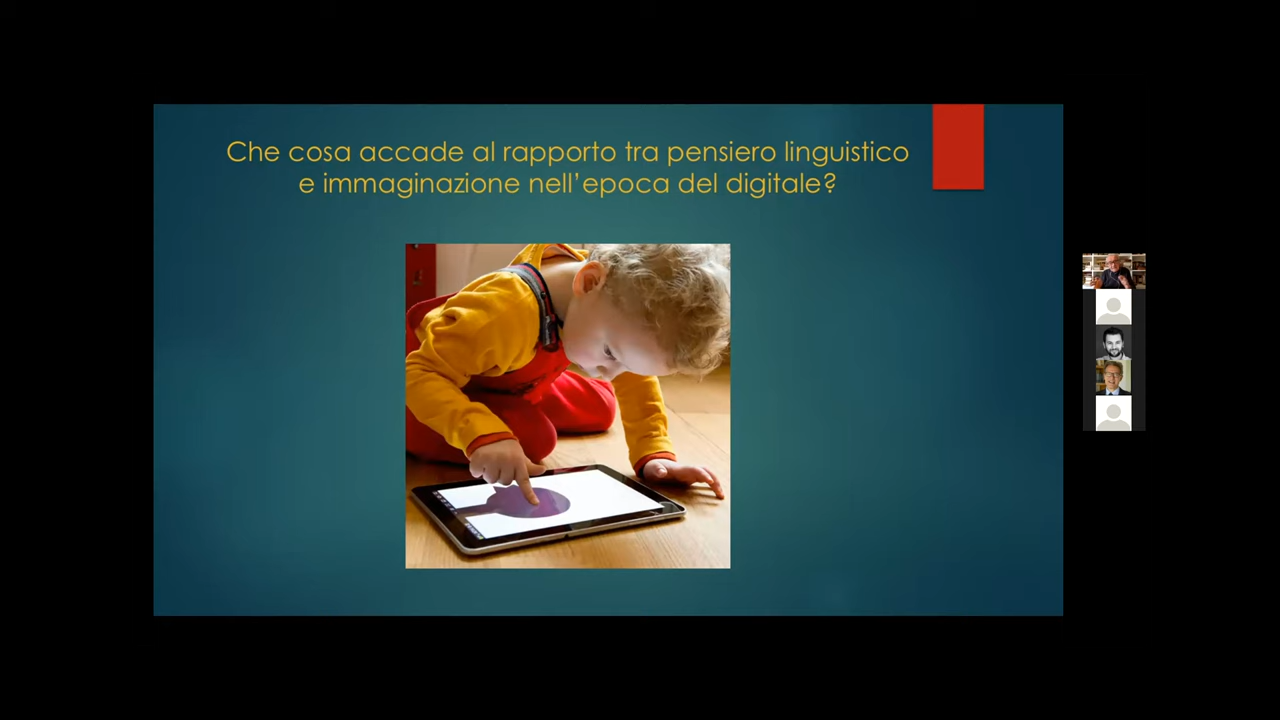 Che cosa accade al rapporto tra pensiero linguistico
e immaginazione nell’epoca del digitale?